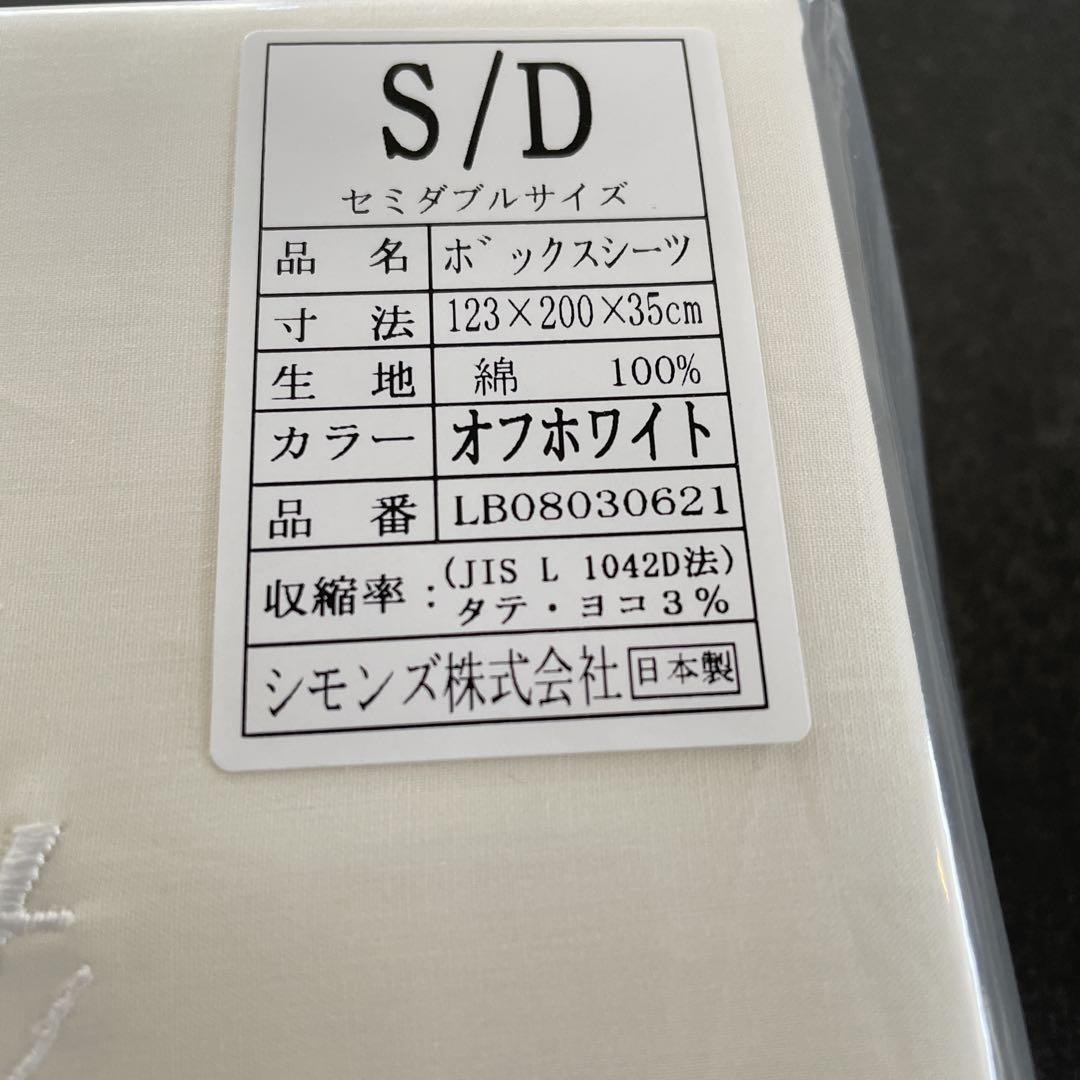 S/D
セミダブルサイズ
品名 ボックスシーツ
寸法 123×200×35cm
生地 綿 100%
カラー オフホワイト
品番 LB08030621
収縮率：(JIS L 1042D法)
タテ・ヨコ3%
シモンズ株式会社 日本製